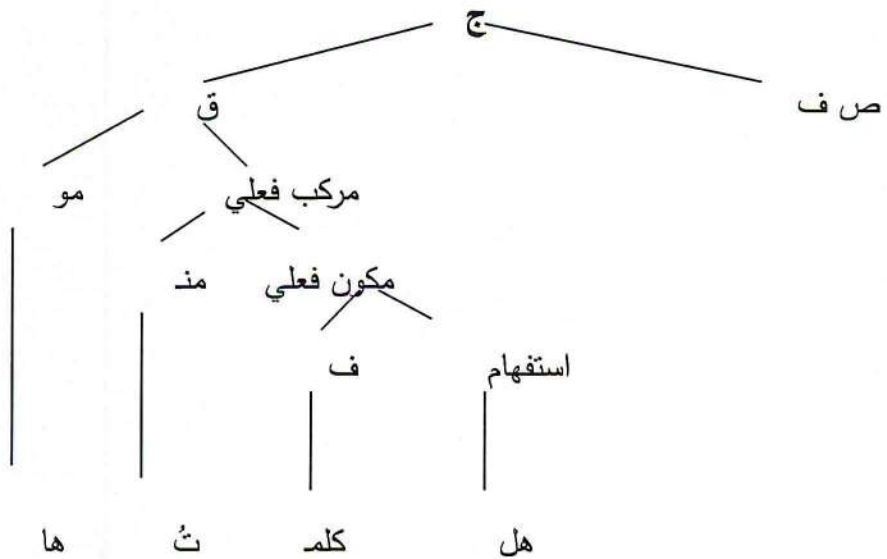 ج
ص ف ق
مركب فعلي مو
مكون فعلي منـ
استفهام ف
هل كلمـ تُ ها